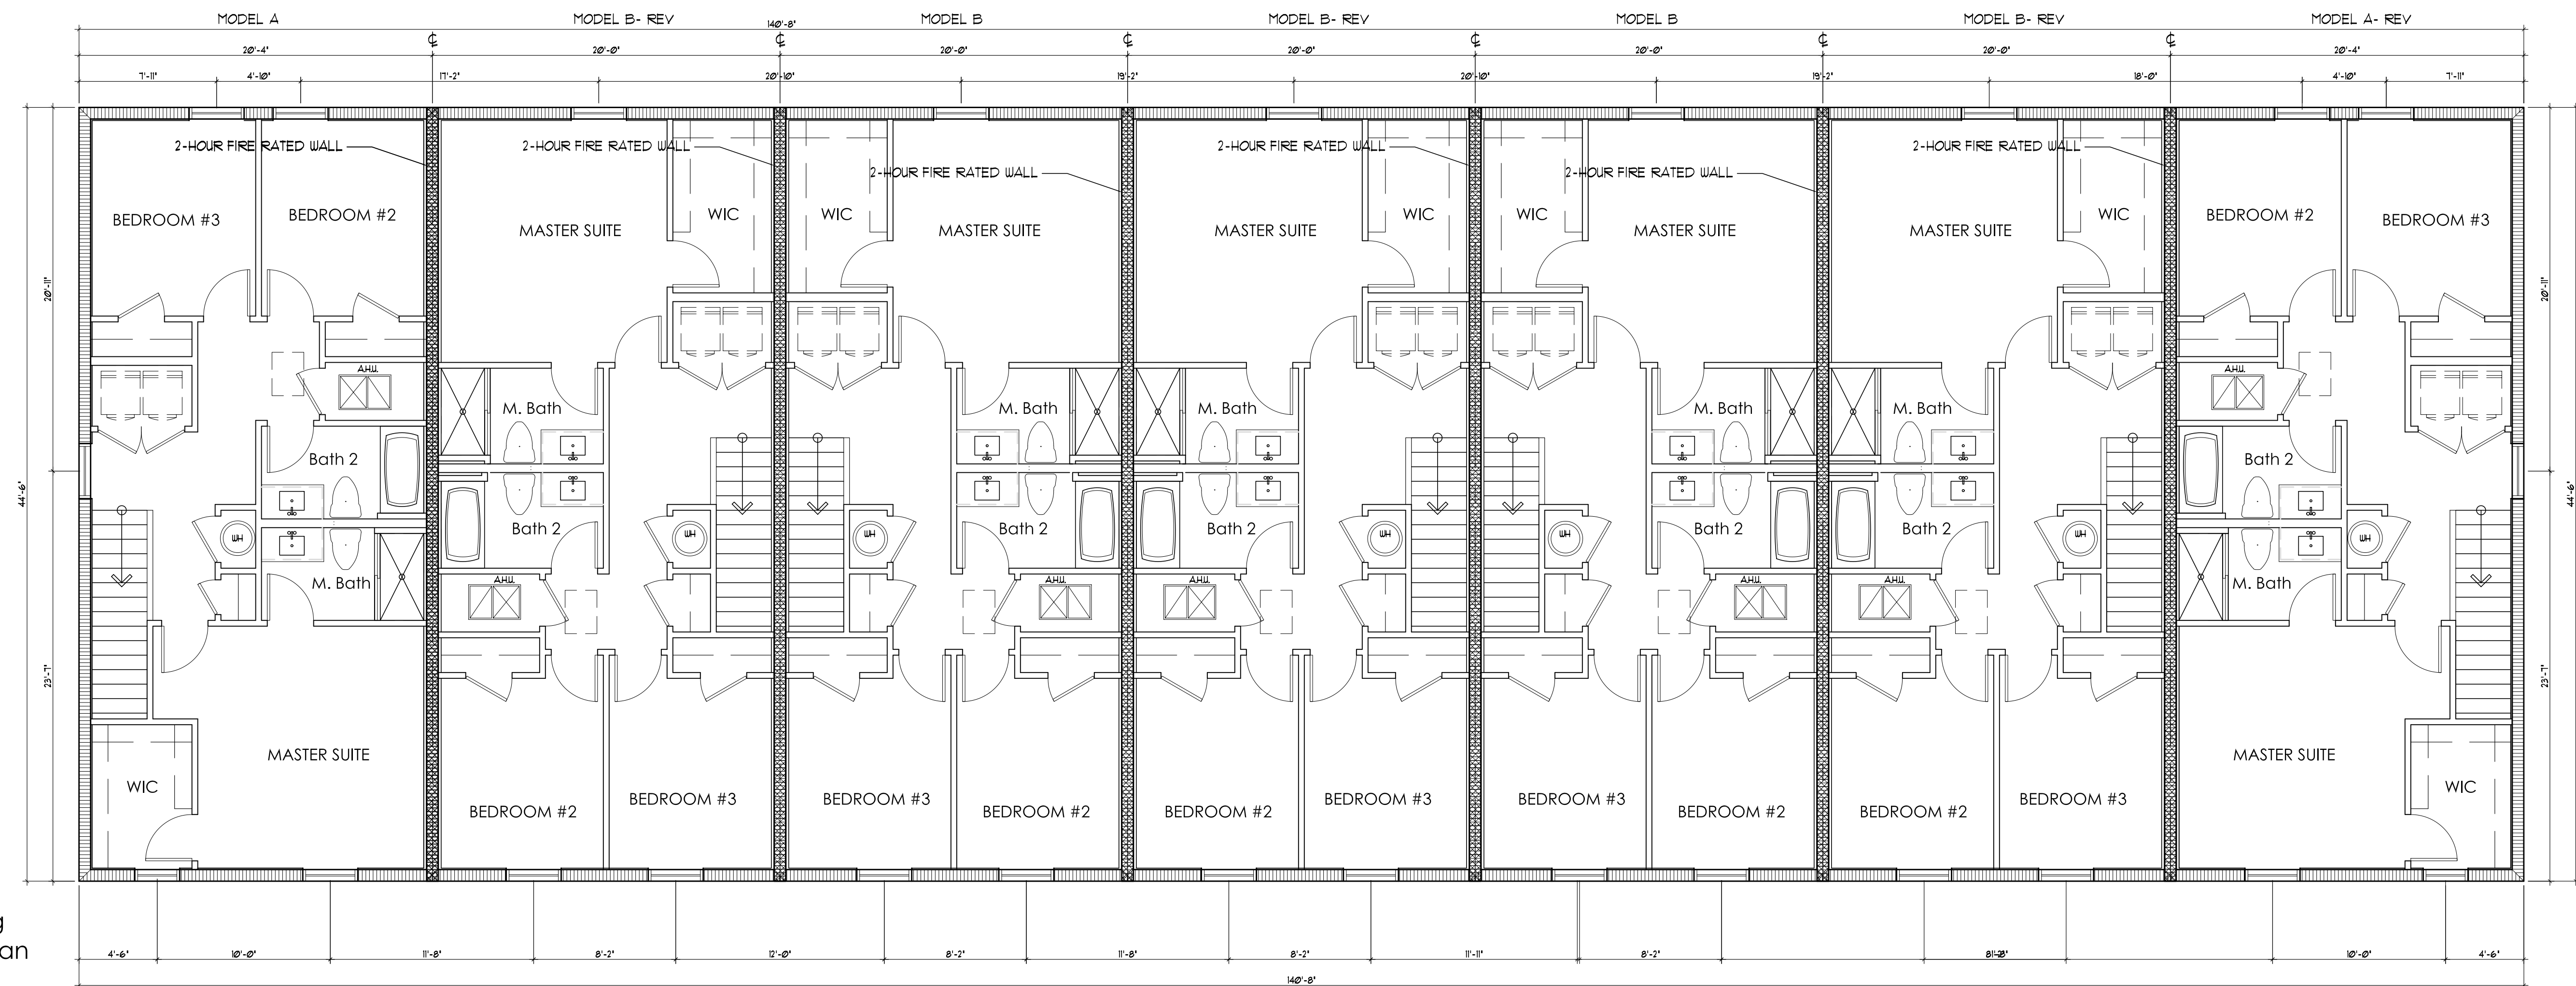 MODEL A MODEL B- REV MODEL B MODEL B- REV MODEL B MODEL B- REV MODEL A- REV
140'-8"
20'-4" 20'-0" 20'-0" 20'-0" 20'-0" 20'-0" 20'-4"
7'-11" 4'-10" 17'-2" 20'-10" 19'-2" 20'-10" 19'-2" 18'-0" 4'-10" 7'-11"
2-HOUR FIRE RATED WALL 2-HOUR FIRE RATED WALL 2-HOUR FIRE RATED WALL 2-HOUR FIRE RATED WALL
2-HOUR FIRE RATED WALL 2-HOUR FIRE RATED WALL
BEDROOM #3 BEDROOM #2 WIC WIC WIC WIC WIC BEDROOM #2 BEDROOM #3
MASTER SUITE MASTER SUITE MASTER SUITE MASTER SUITE MASTER SUITE
20'-11" 20'-11"
A.H.U. A.H.U.
M. Bath M. Bath M. Bath M. Bath M. Bath
Bath 2 Bath 2
44'-6" 44'-6"
Bath 2 Bath 2 Bath 2 Bath 2 Bath 2
WH WH WH WH WH WH WH
M. Bath A.H.U. A.H.U. A.H.U. A.H.U. A.H.U. M. Bath
23'-7" 23'-7"
MASTER SUITE MASTER SUITE
WIC WIC
BEDROOM #2 BEDROOM #3 BEDROOM #3 BEDROOM #2 BEDROOM #2 BEDROOM #3 BEDROOM #3 BEDROOM #2 BEDROOM #2 BEDROOM #3
4'-6" 10'-0" 11'-8" 8'-2" 12'-0" 8'-2" 11'-8" 8'-2" 11'-11" 8'-2" 10'-0" 4'-6"
140'-8"